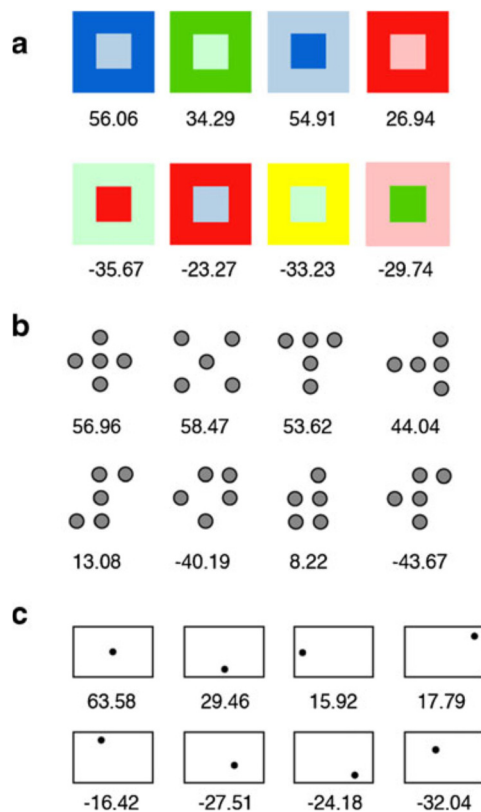 a
56.06 34.29 54.91 26.94
-35.67 -23.27 -33.23 -29.74
b
56.96 58.47 53.62 44.04
13.08 -40.19 8.22 -43.67
c
63.58 29.46 15.92 17.79
-16.42 -27.51 -24.18 -32.04